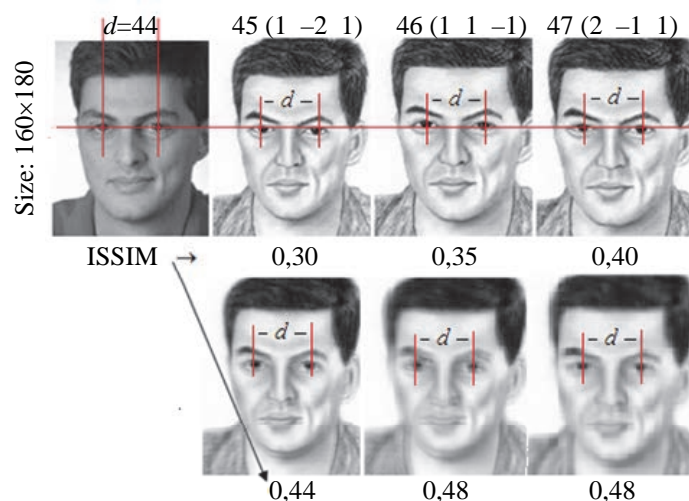 d=44 45 (1 –2 1) 46 (1 1 –1) 47 (2 –1 1)
Size: 160×180
– d – – d – – d –
ISSIM → 0,30 0,35 0,40
– d – – d – – d –
0,44 0,48 0,48